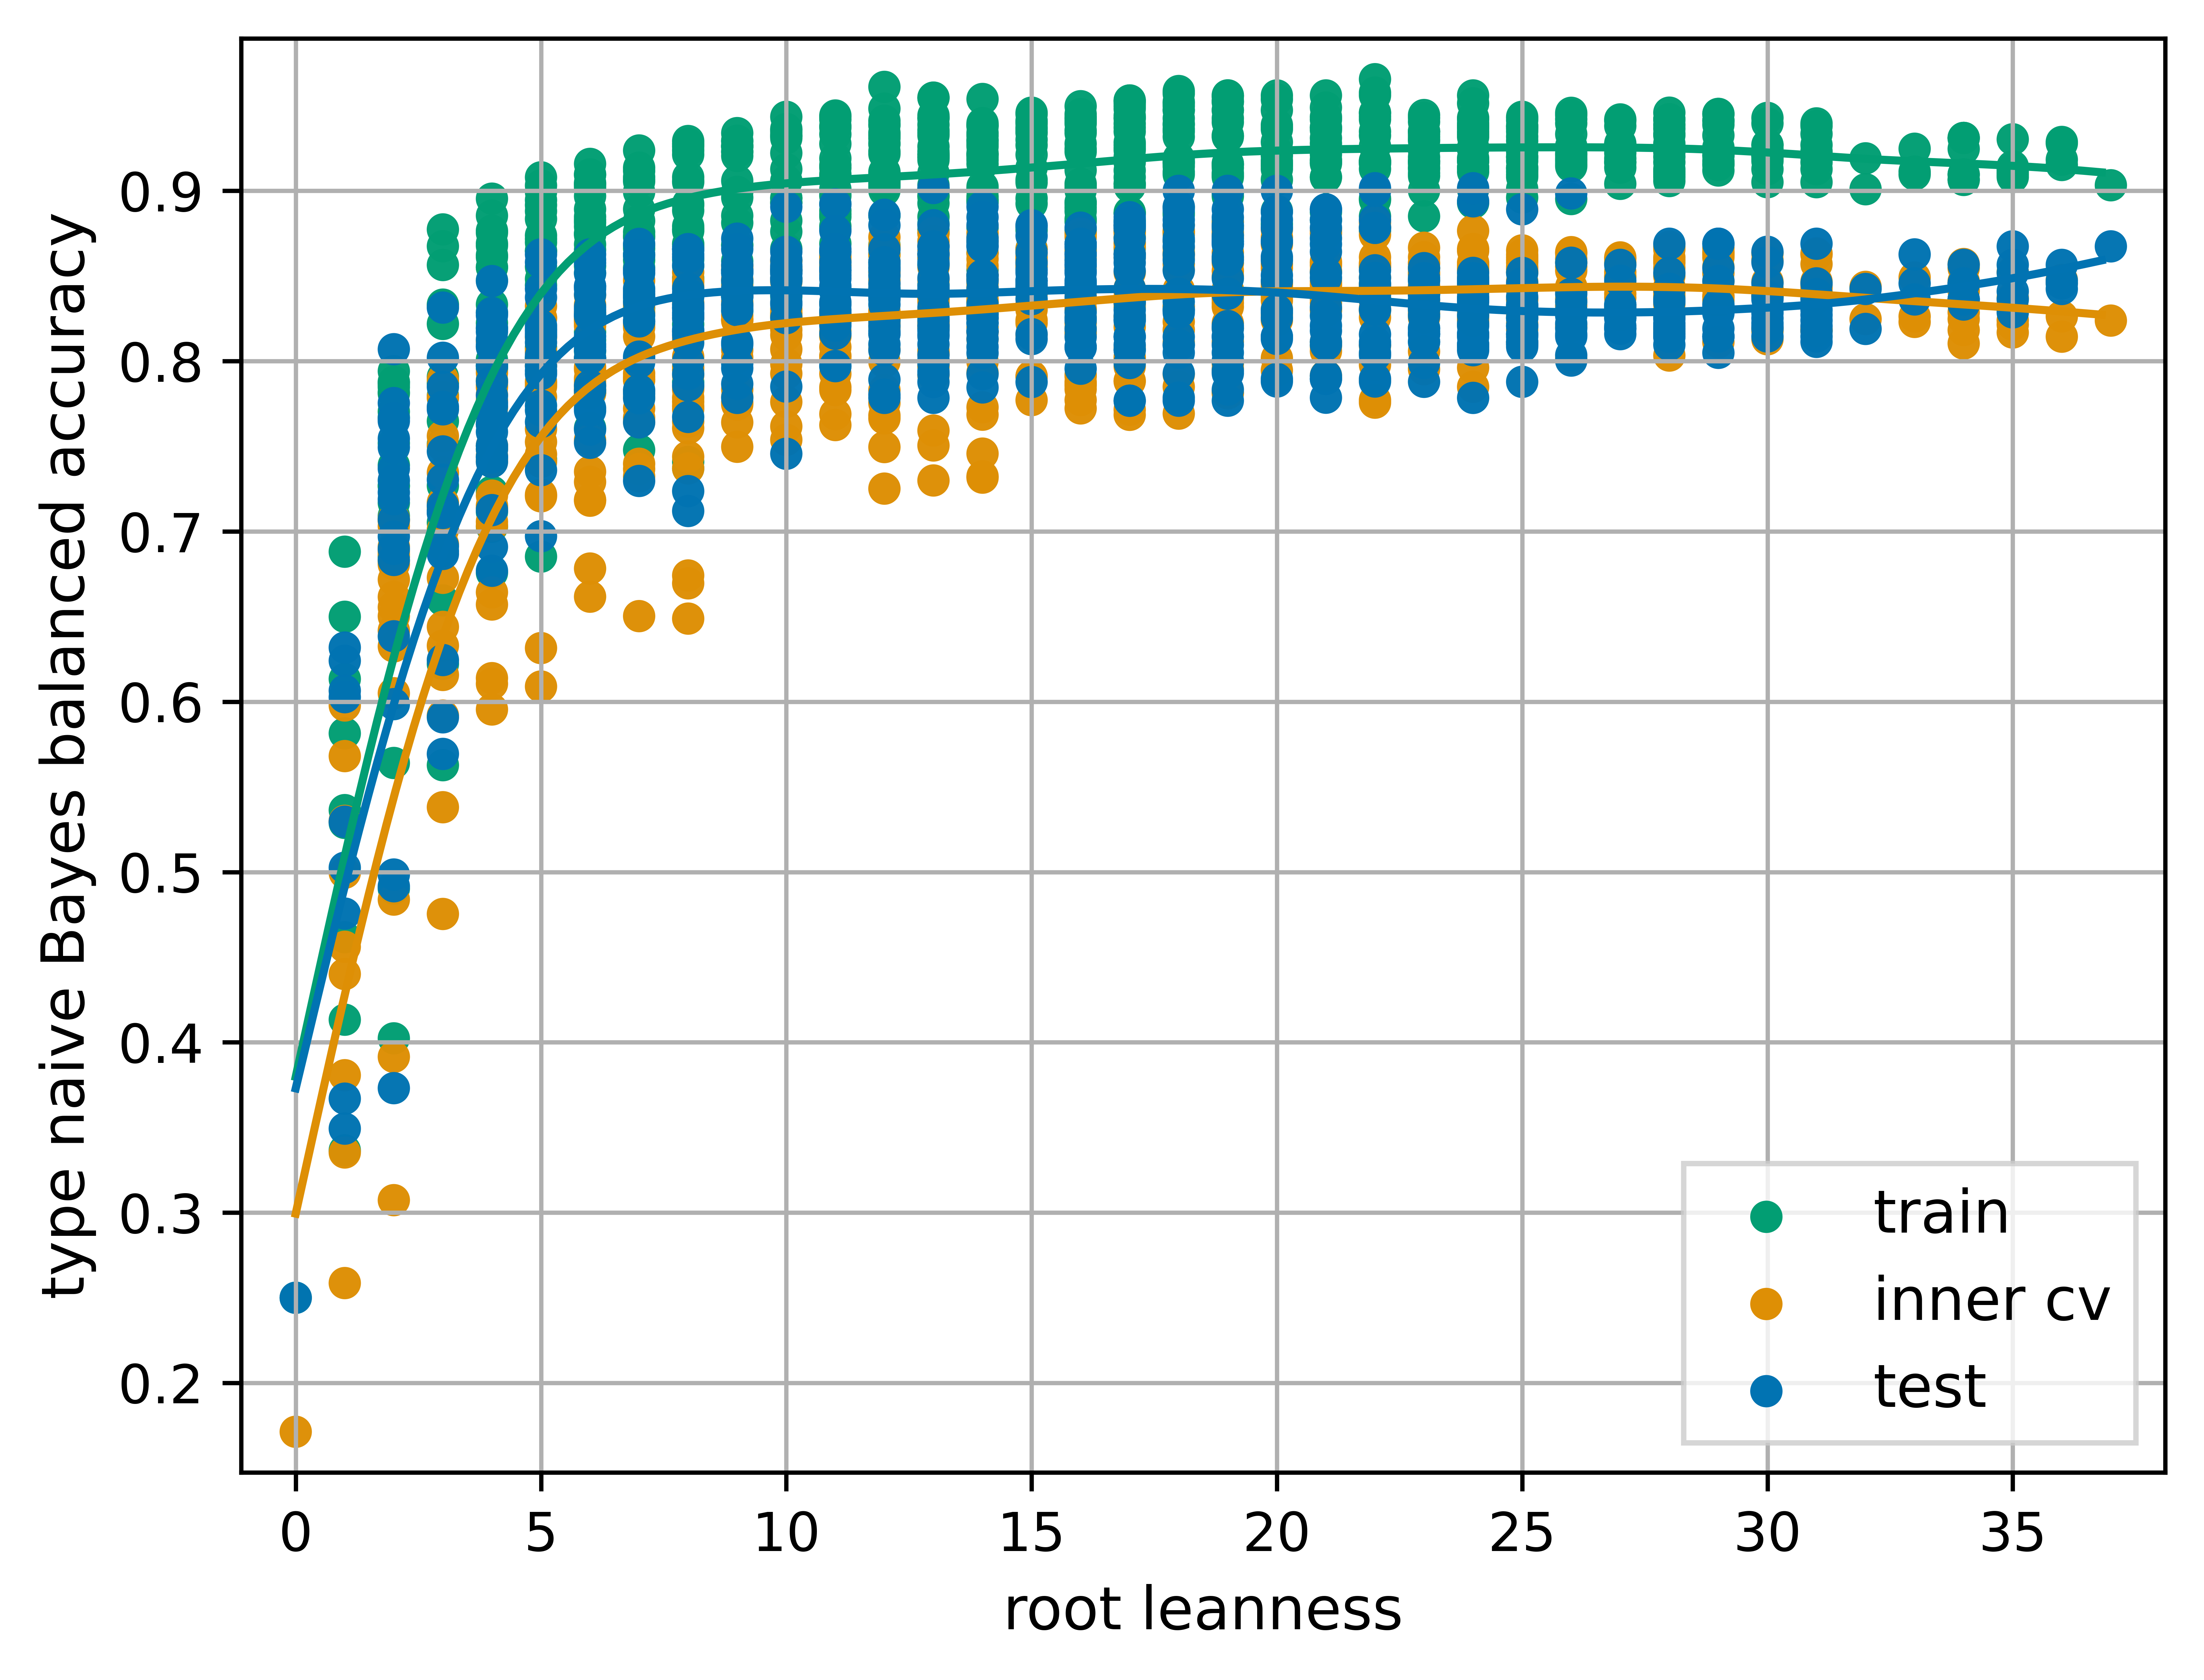 type naive Bayes balanced accuracy
0.9
0.8
0.7
0.6
0.5
0.4
0.3
0.2
train
inner cv
test
0 5 10 15 20 25 30 35
root leanness